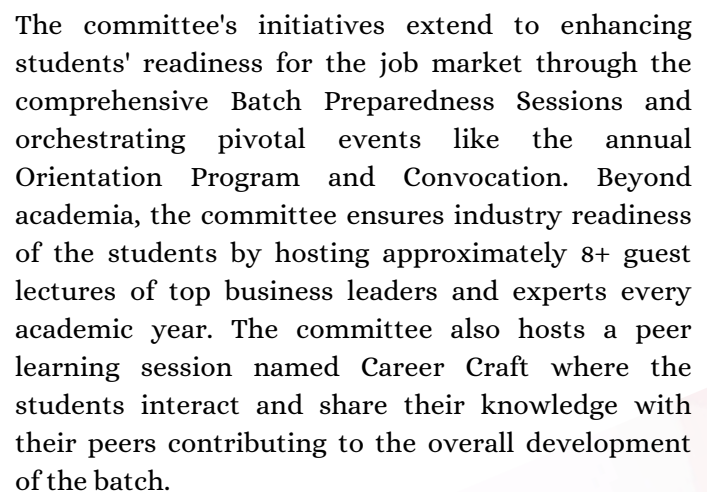 The committee's initiatives extend to enhancing
students' readiness for the job market through the
comprehensive Batch Preparedness Sessions and
orchestrating pivotal events like the annual
Orientation Program and Convocation. Beyond
academia, the committee ensures industry readiness
of the students by hosting approximately 8+ guest
lectures of top business leaders and experts every
academic year. The committee also hosts a peer
learning session named Career Craft where the
students interact and share their knowledge with
their peers contributing to the overall development
of the batch.